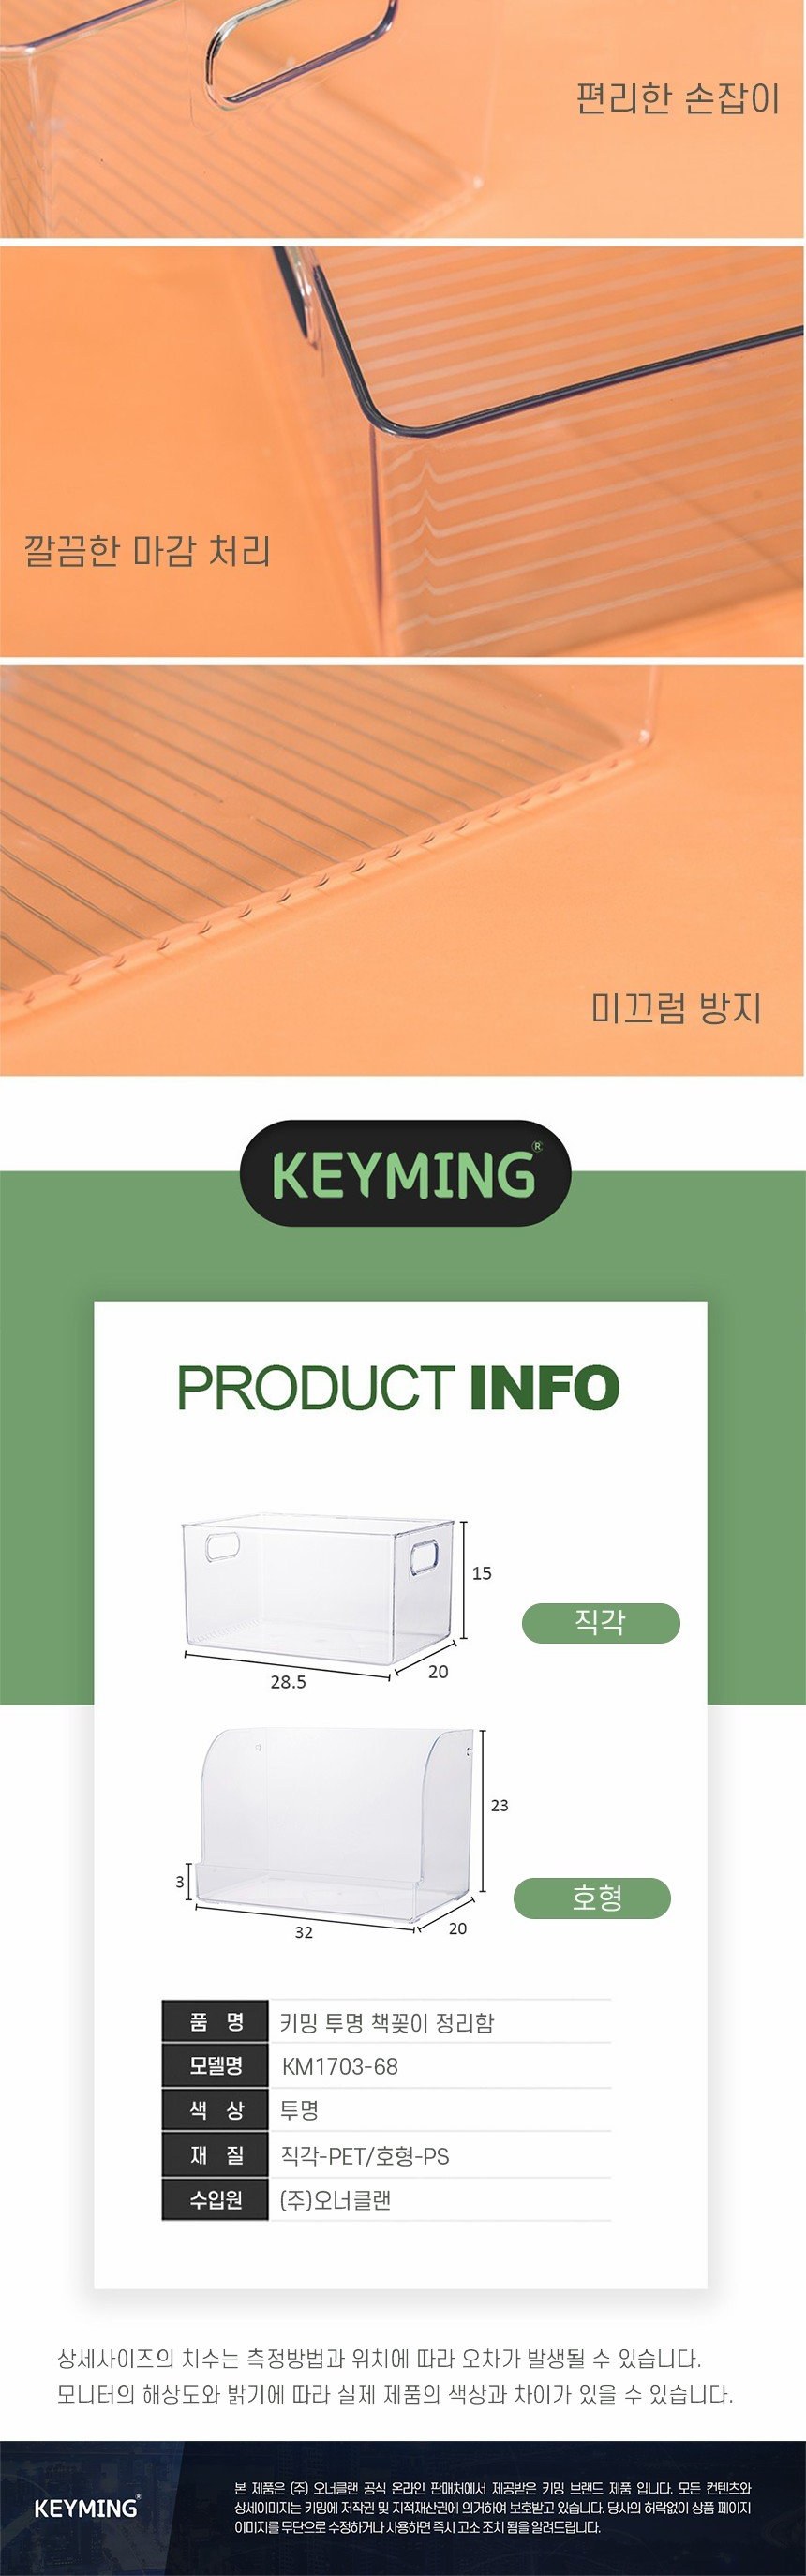 편리한 손잡이
깔끔한 마감 처리
미끄럼 방지
KEYMING®
PRODUCT INFO
15
직각
20
28.5
23
3
호형
20
32
품 명 키밍 투명 책꽂이 정리함
모델명 KM1703-68
색 상 투명
재 질 직각-PET/호형-PS
수입원 (주)오너클랜
상세사이즈의 치수는 측정방법과 위치에 따라 오차가 발생될 수 있습니다.
모니터의 해상도와 밝기에 따라 실제 제품의 색상과 차이가 있을 수 있습니다.
본 제품은 (주) 오너클랜 공식 온라인 판매처에서 제공받은 키밍 브랜드 제품 입니다. 모든 컨텐츠와
KEYMING®
상세이미지는 키밍에 저작권 및 지적재산권에 의거하여 보호받고 있습니다. 당사의 허락없이 상품 페이지
이미지를 무단으로 수정하거나 사용하면 즉시 고소 조치 됨을 알려드립니다.